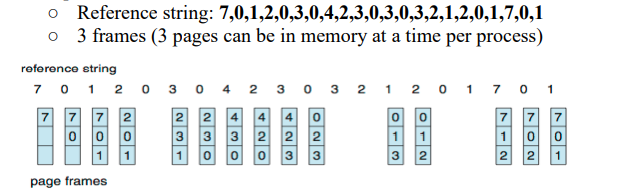 ○ Reference string: 7,0,1,2,0,3,0,4,2,3,0,3,0,3,2,1,2,0,1,7,0,1
○ 3 frames (3 pages can be in memory at a time per process)
reference string
7 0 1 2 0 3 0 4 2 3 0 3 2 1 2 0 1 7 0 1
7 7 7 2 2 2 4 4 4 0 0 0 7 7 7
0 0 0 3 3 3 2 2 2 1 1 1 0 0
1 1 1 0 0 0 3 3 3 2 2 2 1
page frames